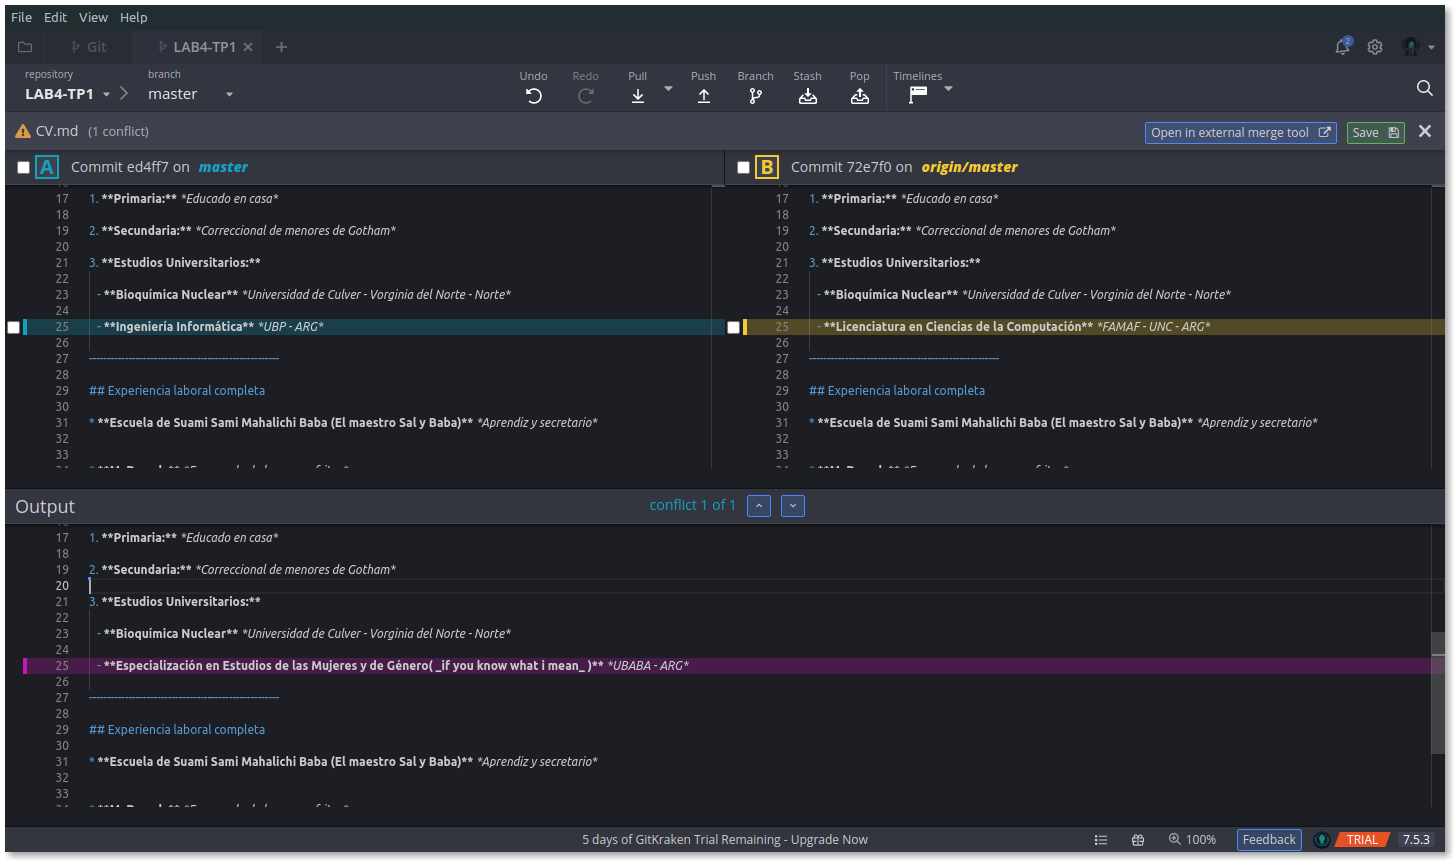 File Edit View Help
Git
LAB4-TP1
repository
LAB4-TP1
branch
master
Undo
Redo
Pull
Push
Branch
Stash
Pop
Timelines
2
CV.md (1 conflict)
Open in external merge tool
Save
A Commit ed4ff7 on master
B Commit 72e7f0 on origin/master
17 1. **Primaria:** *Educado en casa*
18
19 2. **Secundaria:** *Correccional de menores de Gotham*
20
21 3. **Estudios Universitarios:**
22
23 - **Bioquímica Nuclear** *Universidad de Culver - Vorginia del Norte - Norte*
24
25 - **Ingeniería Informática** *UBP - ARG*
26
27 ----------------------------------------------------
28
29 ## Experiencia laboral completa
30
31 * **Escuela de Suami Sami Mahalichi Baba (El maestro Sal y Baba)** *Aprendiz y secretario*
32
33
17 1. **Primaria:** *Educado en casa*
18
19 2. **Secundaria:** *Correccional de menores de Gotham*
20
21 3. **Estudios Universitarios:**
22
23 - **Bioquímica Nuclear** *Universidad de Culver - Vorginia del Norte - Norte*
24
25 - **Licenciatura en Ciencias de la Computación** *FAMAF - UNC - ARG*
26
27 ----------------------------------------------------
28
29 ## Experiencia laboral completa
30
31 * **Escuela de Suami Sami Mahalichi Baba (El maestro Sal y Baba)** *Aprendiz y secretario*
32
33
Output
conflict 1 of 1
17 1. **Primaria:** *Educado en casa*
18
19 2. **Secundaria:** *Correccional de menores de Gotham*
20
21 3. **Estudios Universitarios:**
22
23 - **Bioquímica Nuclear** *Universidad de Culver - Vorginia del Norte - Norte*
24
25 - **Especialización en Estudios de las Mujeres y de Género( _if you know what i mean_ )** *UBABA - ARG*
26
27 ----------------------------------------------------
28
29 ## Experiencia laboral completa
30
31 * **Escuela de Suami Sami Mahalichi Baba (El maestro Sal y Baba)** *Aprendiz y secretario*
32
33
5 days of GitKraken Trial Remaining - Upgrade Now
100%
Feedback
TRIAL
7.5.3